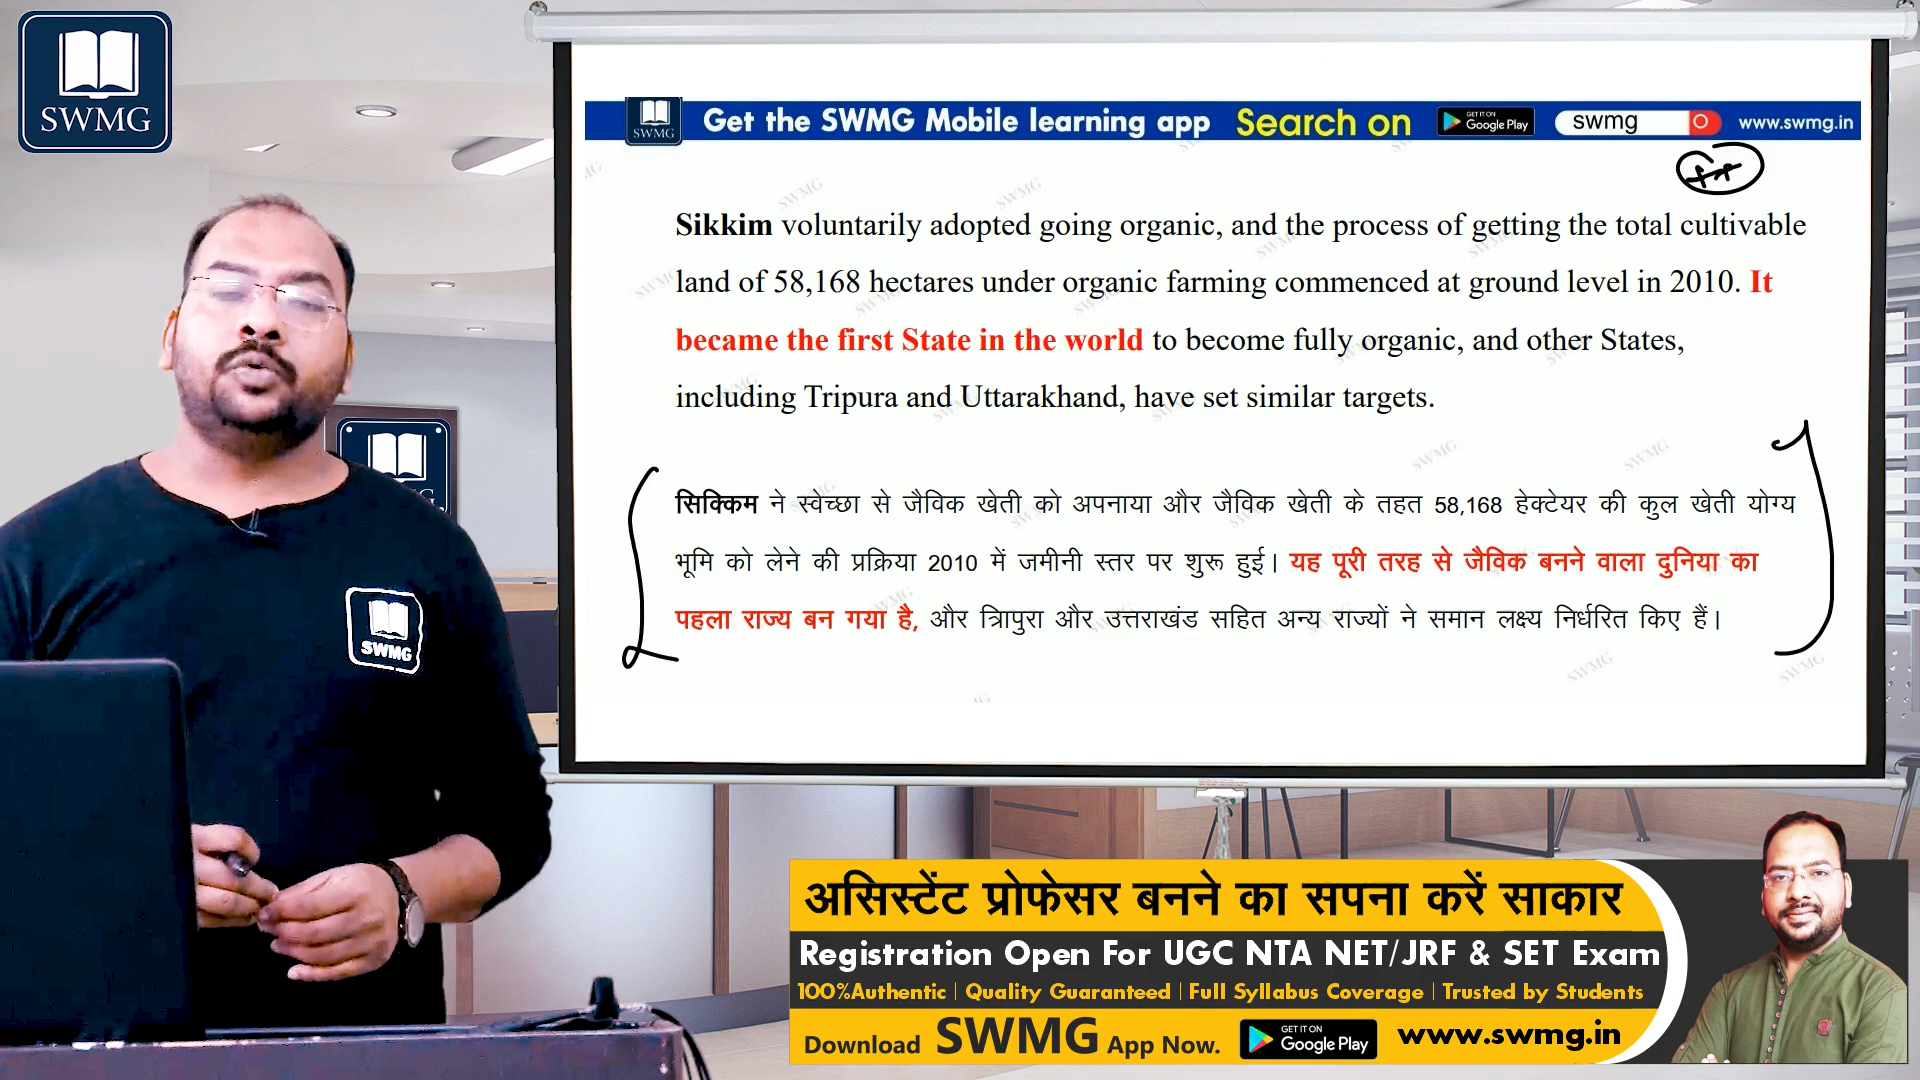 SWMG
SWMG
Get the SWMG Mobile learning app Search on GET IT ON Google Play swmg www.swmg.in
Sikkim voluntarily adopted going organic, and the process of getting the total cultivable
land of 58,168 hectares under organic farming commenced at ground level in 2010. It
became the first State in the world to become fully organic, and other States,
including Tripura and Uttarakhand, have set similar targets.
सिक्किम ने स्वेच्छा से जैविक खेती को अपनाया और जैविक खेती के तहत 58,168 हेक्टेयर की कुल खेती योग्य
भूमि को लेने की प्रक्रिया 2010 में जमीनी स्तर पर शुरू हुई। यह पूरी तरह से जैविक बनने वाला दुनिया का
पहला राज्य बन गया है, और त्रिापुरा और उत्तराखंड सहित अन्य राज्यों ने समान लक्ष्य निर्धरित किए हैं।
SWMG
असिस्टेंट प्रोफेसर बनने का सपना करें साकार
Registration Open For UGC NTA NET/JRF & SET Exam
100%Authentic | Quality Guaranteed | Full Syllabus Coverage | Trusted by Students
Download SWMG App Now. GET IT ON Google Play www.swmg.in